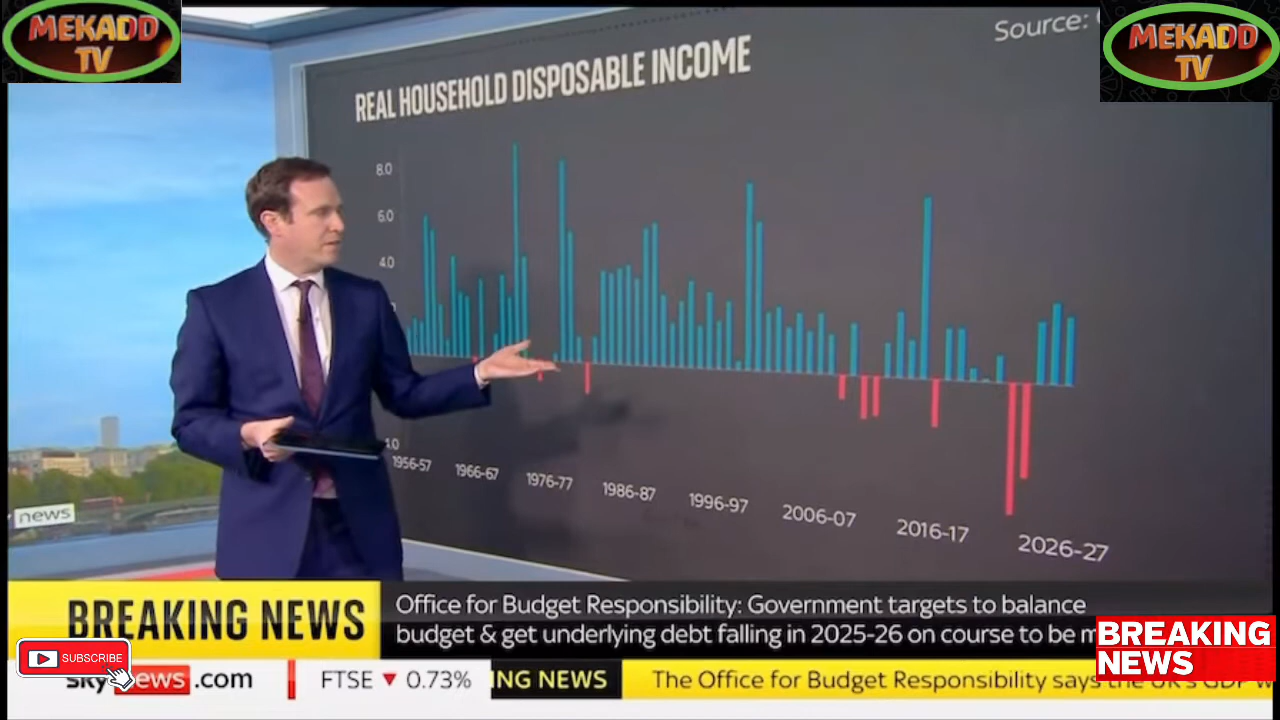 MEKADD
TV
MEKADD
TV
Source:
REAL HOUSEHOLD DISPOSABLE INCOME
8.0
6.0
4.0
1956-57
1966-67
1976-77
1986-87
1996-97
2006-07
2016-17
2026-27
news
BREAKING NEWS
Office for Budget Responsibility: Government targets to balance
budget & get underlying debt falling in 2025-26 on course to be
BREAKING
NEWS
SUBSCRIBE
sky news .com
FTSE ▼ 0.73%
NG NEWS
The Office for Budget Responsibility says the UK's GDP